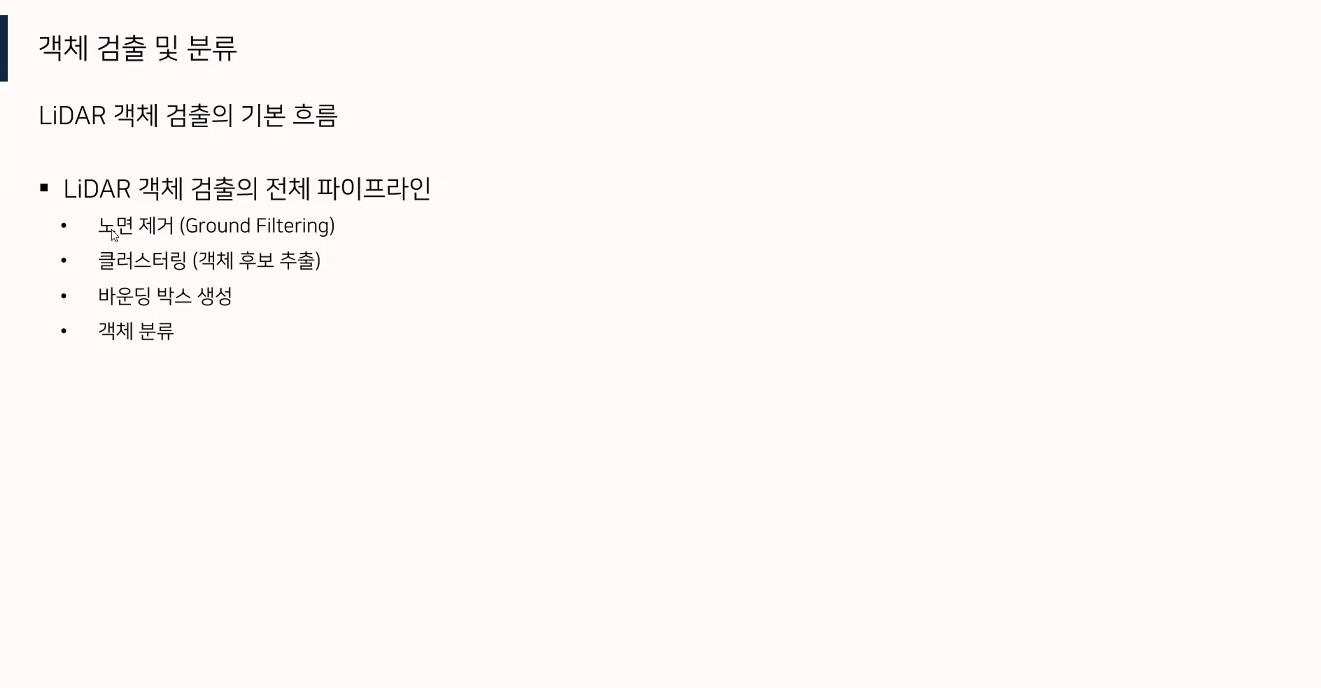 객체 검출 및 분류
LiDAR 객체 검출의 기본 흐름
▪ LiDAR 객체 검출의 전체 파이프라인
• 노면 제거 (Ground Filtering)
• 클러스터링 (객체 후보 추출)
• 바운딩 박스 생성
• 객체 분류